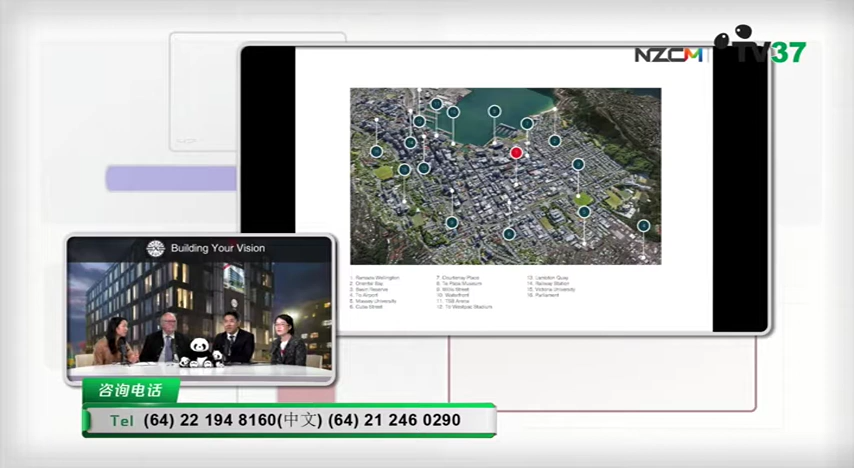 NZCM TV37
1. Ramada Wellington
2. Oriental Bay
3. Basin Reserve
4. To Airport
5. Massey University
6. Cuba Street
7. Courtenay Place
8. Te Papa Museum
9. Willis Street
10. Waterfront
11. TSB Arena
12. To Westpac Stadium
13. Lambton Quay
14. Railway Station
15. Victoria University
16. Parliament
Building Your Vision
咨询电话
Tel (64) 22 194 8160(中文) (64) 21 246 0290